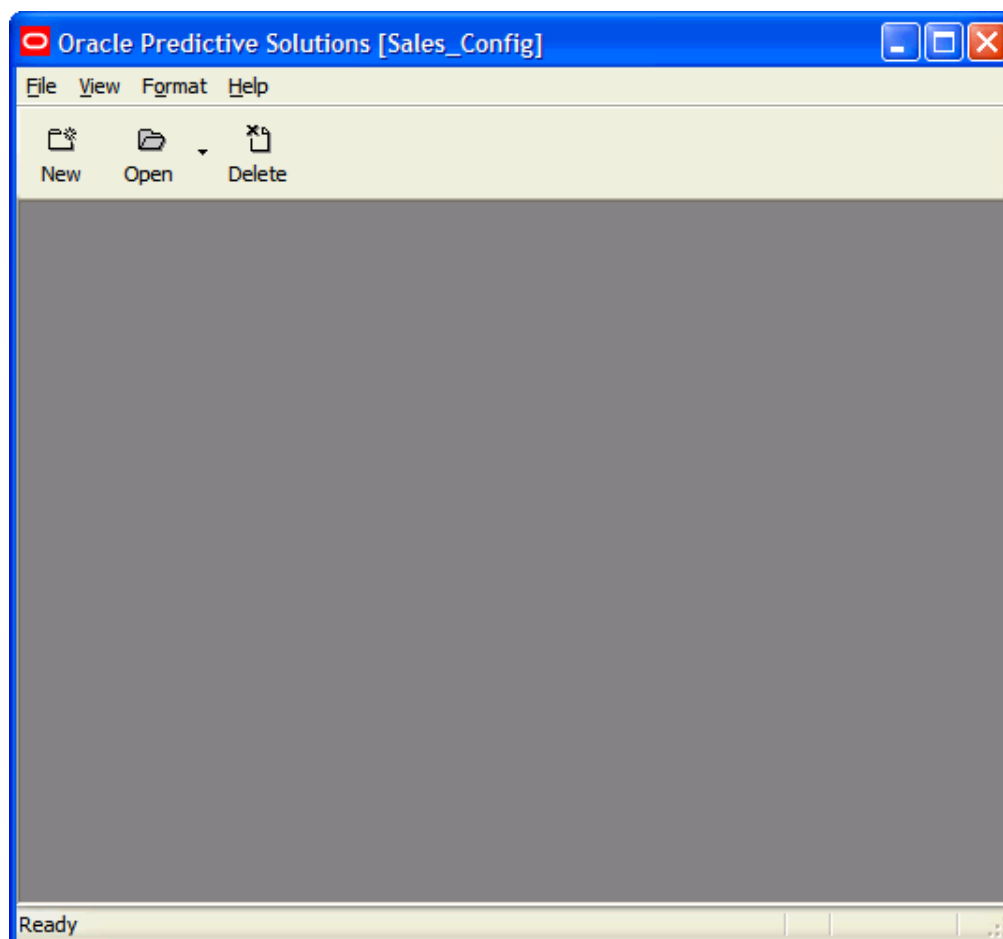 Oracle Predictive Solutions [Sales_Config]
File View Format Help
New Open Delete
Ready